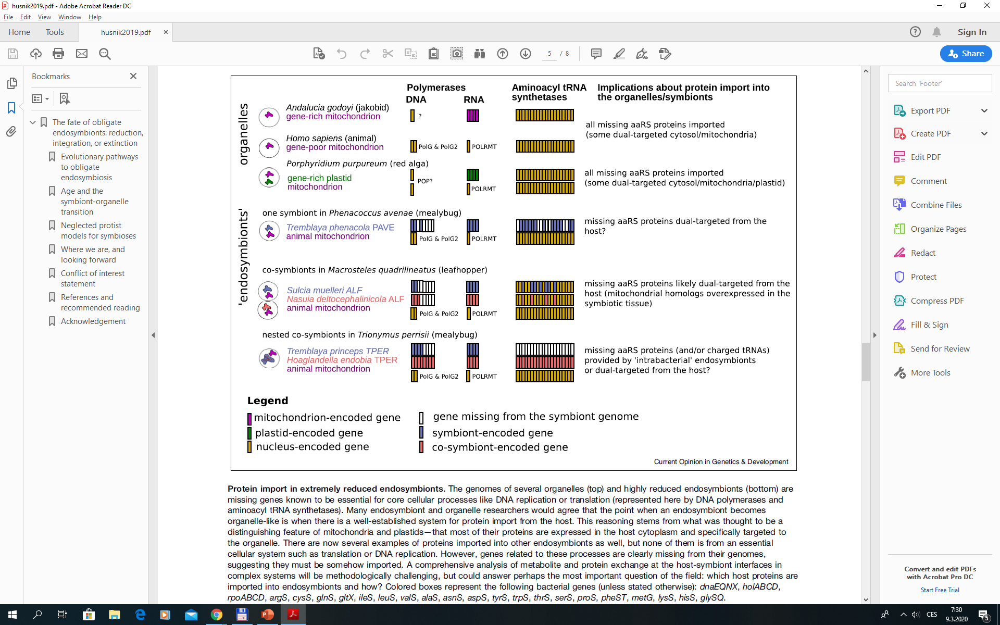 husnik2019.pdf - Adobe Acrobat Reader DC
File Edit View Window Help
Home Tools husnik2019.pdf × Sign In
5 / 8
Share
Bookmarks
The fate of obligate
endosymbionts: reduction,
integration, or extinction
Evolutionary pathways
to obligate
endosymbiosis
Age and the
symbiont-organelle
transition
Neglected protist
models for symbioses
Where we are, and
looking forward
Conflict of interest
statement
References and
recommended reading
Acknowledgement
Polymerases
DNA RNA
Aminoacyl tRNA
synthetases
Implications about protein import into
the organelles/symbionts
organelles
Andalucia godoyi (jakobid)
gene-rich mitochondrion
?
all missing aaRS proteins imported
(some dual-targeted cytosol/mitochondria)
Homo sapiens (animal)
gene-poor mitochondrion
PolG & PolG2 POLRMT
Porphyridium purpureum (red alga)
gene-rich plastid
mitochondrion
POP?
POLRMT
all missing aaRS proteins imported
(some dual-targeted cytosol/mitochondria/plastid)
'endosymbionts'
one symbiont in Phenacoccus avenae (mealybug)
Tremblaya phenacola PAVE
animal mitochondrion
PolG & PolG2 POLRMT
missing aaRS proteins dual-targeted from the
host?
co-symbionts in Macrosteles quadrilineatus (leafhopper)
Sulcia muelleri ALF
Nasuia deltocephalinicola ALF
animal mitochondrion
PolG & PolG2 POLRMT
missing aaRS proteins likely dual-targeted from the
host (mitochondrial homologs overexpressed in the
symbiotic tissue)
nested co-symbionts in Trionymus perrisii (mealybug)
Tremblaya princeps TPER
Hoaglandella endobia TPER
animal mitochondrion
PolG & PolG2 POLRMT
missing aaRS proteins (and/or charged tRNAs)
provided by 'intrabacterial' endosymbionts
or dual-targeted from the host?
Legend
mitochondrion-encoded gene
plastid-encoded gene
nucleus-encoded gene
gene missing from the symbiont genome
symbiont-encoded gene
co-symbiont-encoded gene
Current Opinion in Genetics & Development
Protein import in extremely reduced endosymbionts. The genomes of several organelles (top) and highly reduced endosymbionts (bottom) are
missing genes known to be essential for core cellular processes like DNA replication or translation (represented here by DNA polymerases and
aminoacyl tRNA synthetases). Many endosymbiont and organelle researchers would agree that the point when an endosymbiont becomes
organelle-like is when there is a well-established system for protein import from the host. This reasoning stems from what was thought to be a
distinguishing feature of mitochondria and plastids—that most of their proteins are expressed in the host cytoplasm and specifically targeted to
the organelle. There are now several examples of proteins imported into other endosymbionts as well, but none of them is from an essential
cellular system such as translation or DNA replication. However, genes related to these processes are clearly missing from their genomes,
suggesting they must be somehow imported. A comprehensive analysis of metabolite and protein exchange at the host-symbiont interfaces in
complex systems will be methodologically challenging, but could answer perhaps the most important question of the field: which host proteins are
imported into endosymbionts and how? Colored boxes represent the following bacterial genes (unless stated otherwise): dnaEQNX, holABCD,
rpoABCD, argS, cysS, glnS, gltX, ileS, leuS, valS, alaS, asnS, aspS, tyrS, trpS, thrS, serS, proS, pheST, metG, lysS, hisS, glySQ.
Search 'Footer'
Export PDF
Create PDF
Edit PDF
Comment
Combine Files
Organize Pages
Redact
Protect
Compress PDF
Fill & Sign
Send for Review
More Tools
Convert and edit PDFs
with Acrobat Pro DC
Start Free Trial
CES
7:30
9.3.2020
5